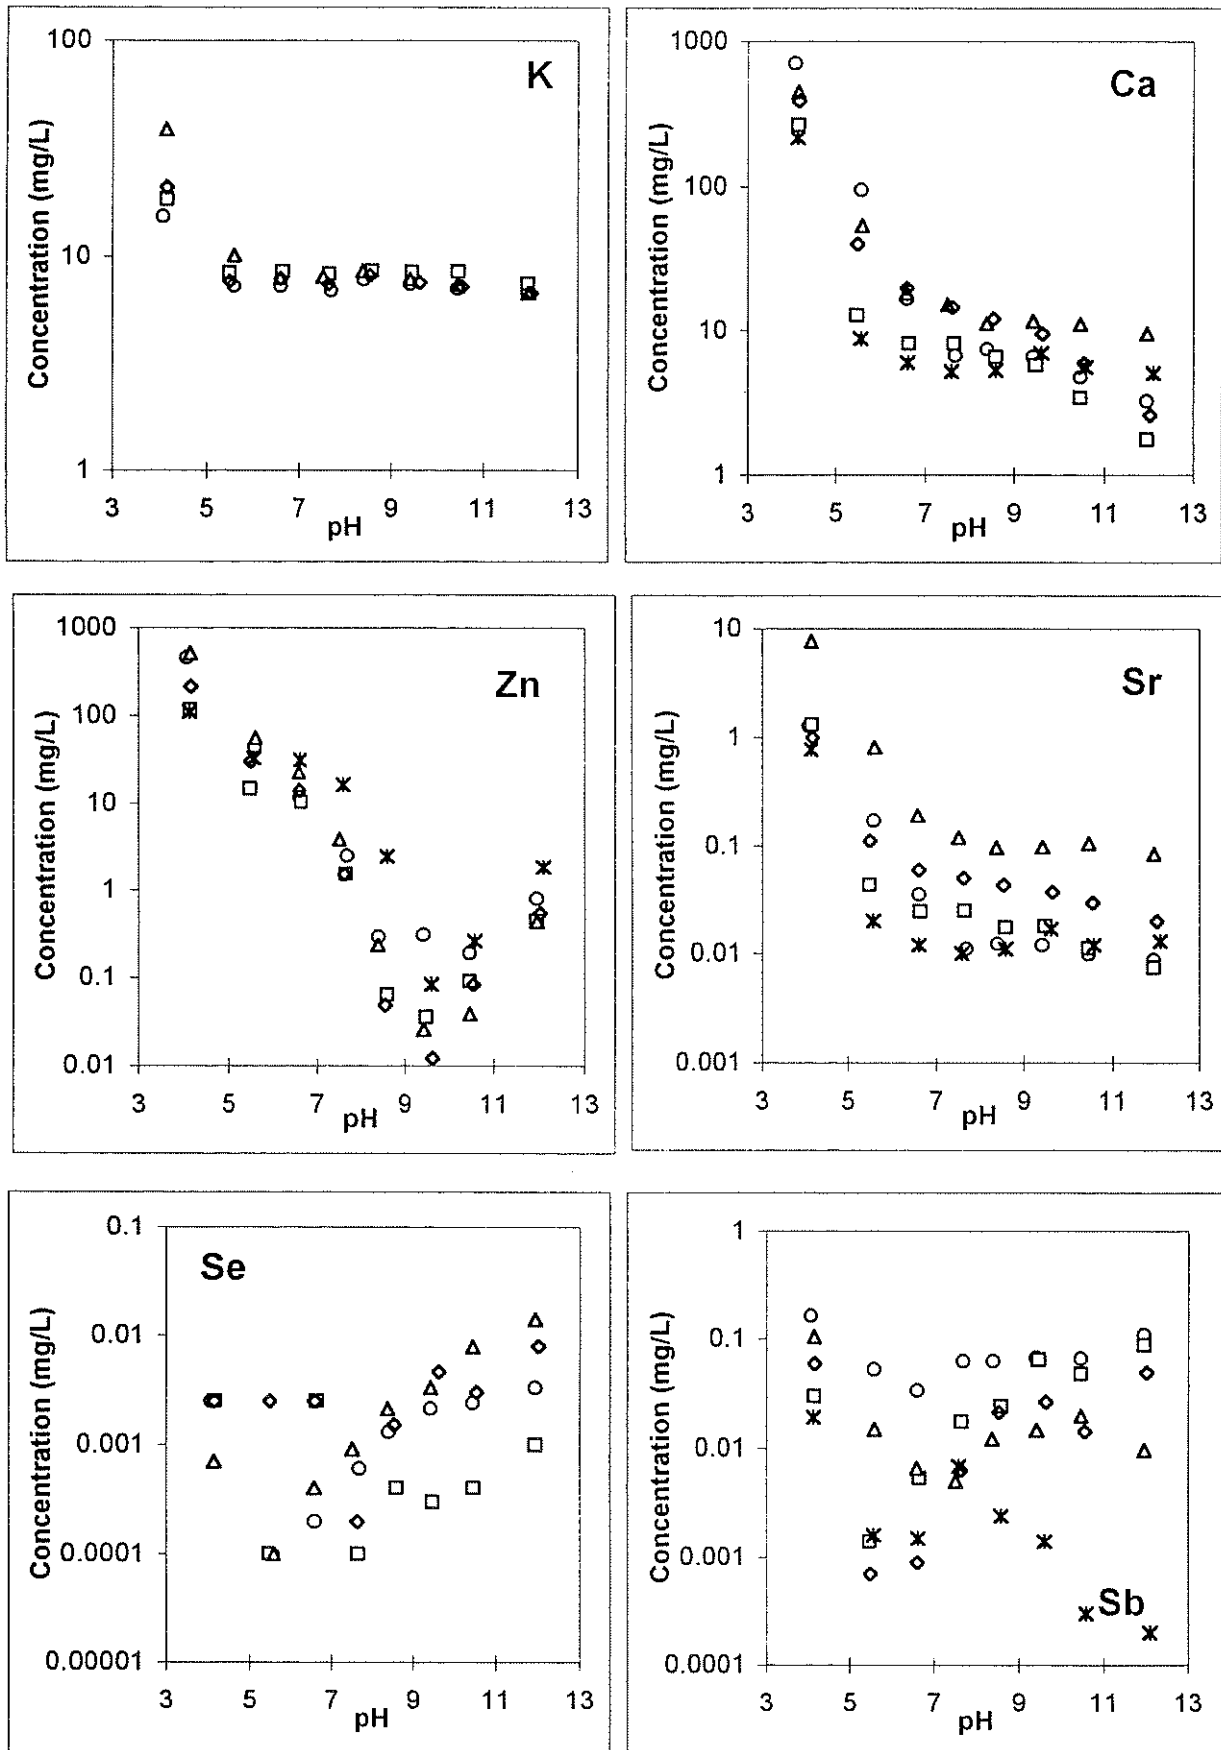 K
Concentration (mg/L)
100
10
1
3 5 7 9 11 13
pH
Ca
Concentration (mg/L)
1000
100
10
1
3 5 7 9 11 13
pH
Zn
Concentration (mg/L)
1000
100
10
1
0.1
0.01
3 5 7 9 11 13
pH
Sr
Concentration (mg/L)
10
1
0.1
0.01
0.001
3 5 7 9 11 13
pH
Se
Concentration (mg/L)
0.1
0.01
0.001
0.0001
0.00001
3 5 7 9 11 13
pH
Sb
Concentration (mg/L)
1
0.1
0.01
0.001
0.0001
3 5 7 9 11 13
pH